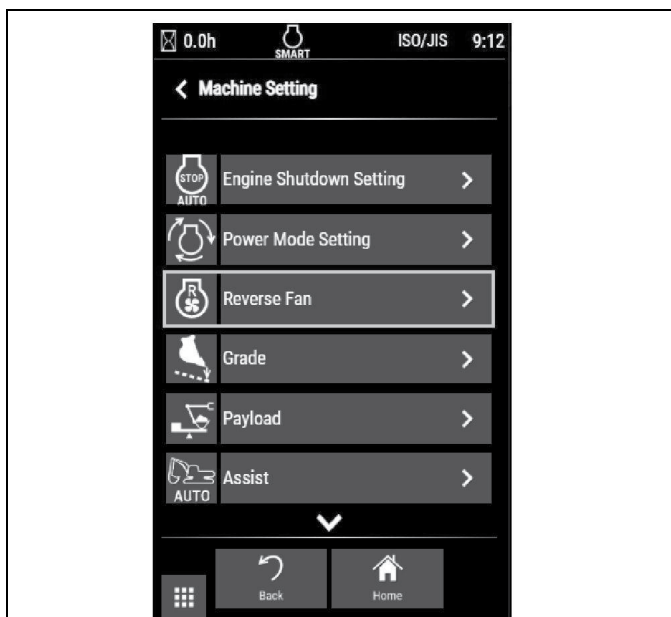 0.0h SMART ISO/JIS 9:12
Machine Setting
STOP
AUTO
Engine Shutdown Setting
Power Mode Setting
R
Reverse Fan
Grade
Payload
AUTO
Assist
Back Home